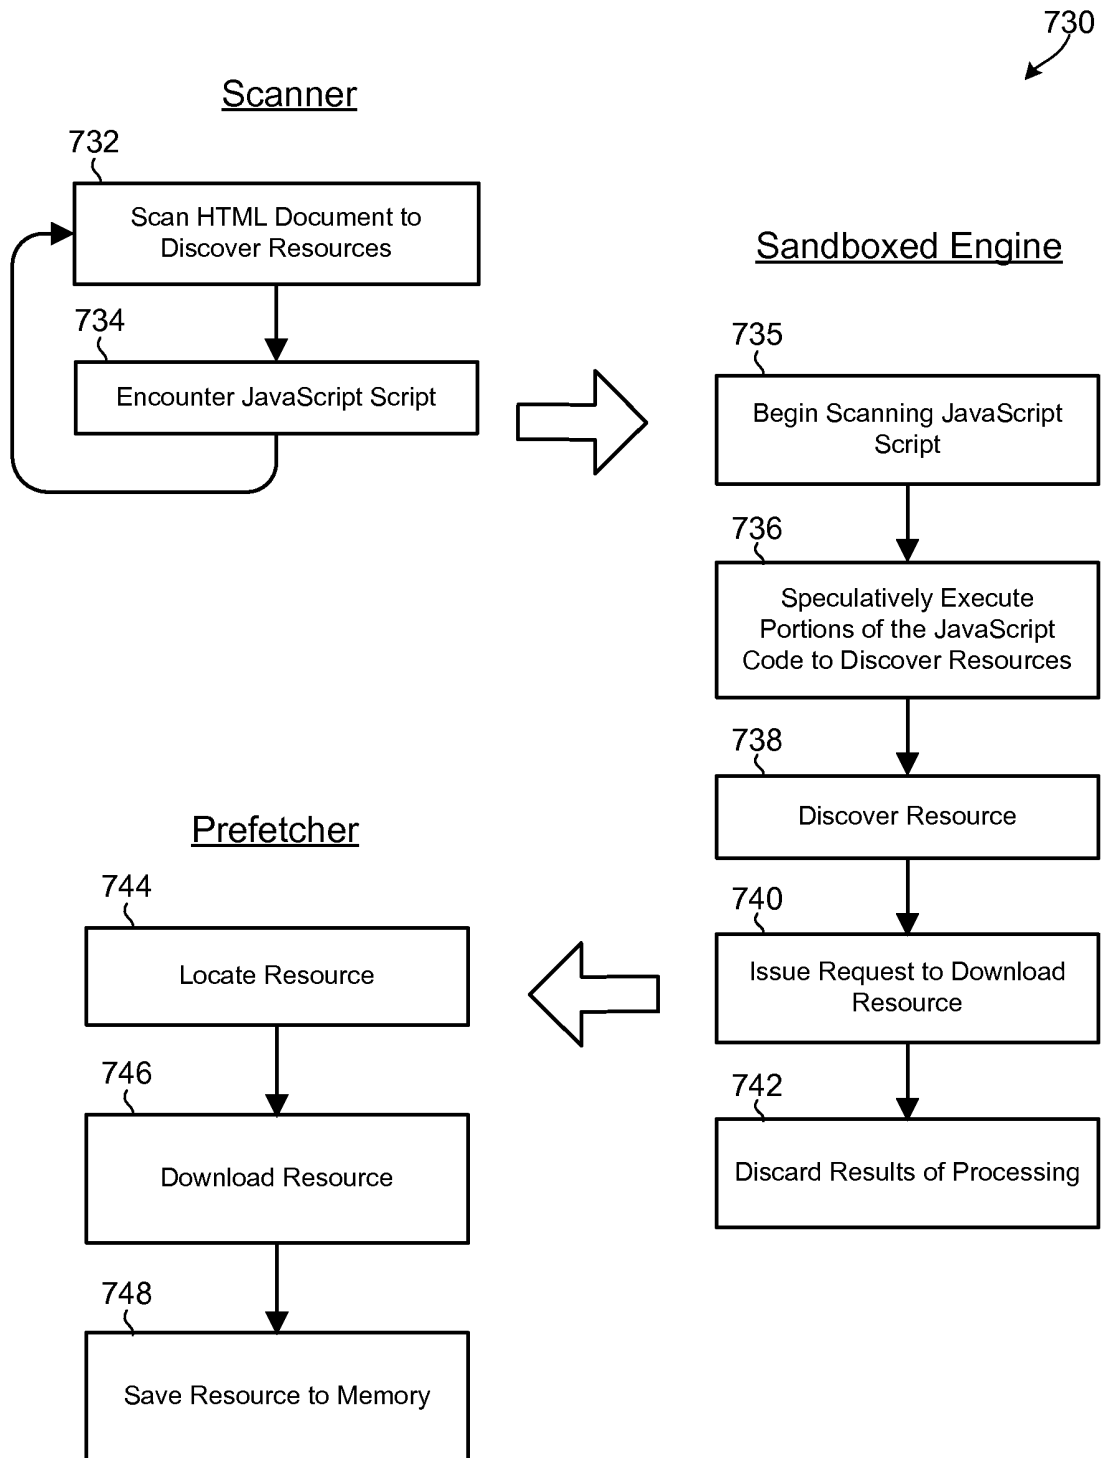 730
Scanner
732
Scan HTML Document to
Discover Resources
734
Encounter JavaScript Script
Sandboxed Engine
735
Begin Scanning JavaScript
Script
736
Speculatively Execute
Portions of the JavaScript
Code to Discover Resources
738
Discover Resource
740
Issue Request to Download
Resource
742
Discard Results of Processing
Prefetcher
744
Locate Resource
746
Download Resource
748
Save Resource to Memory